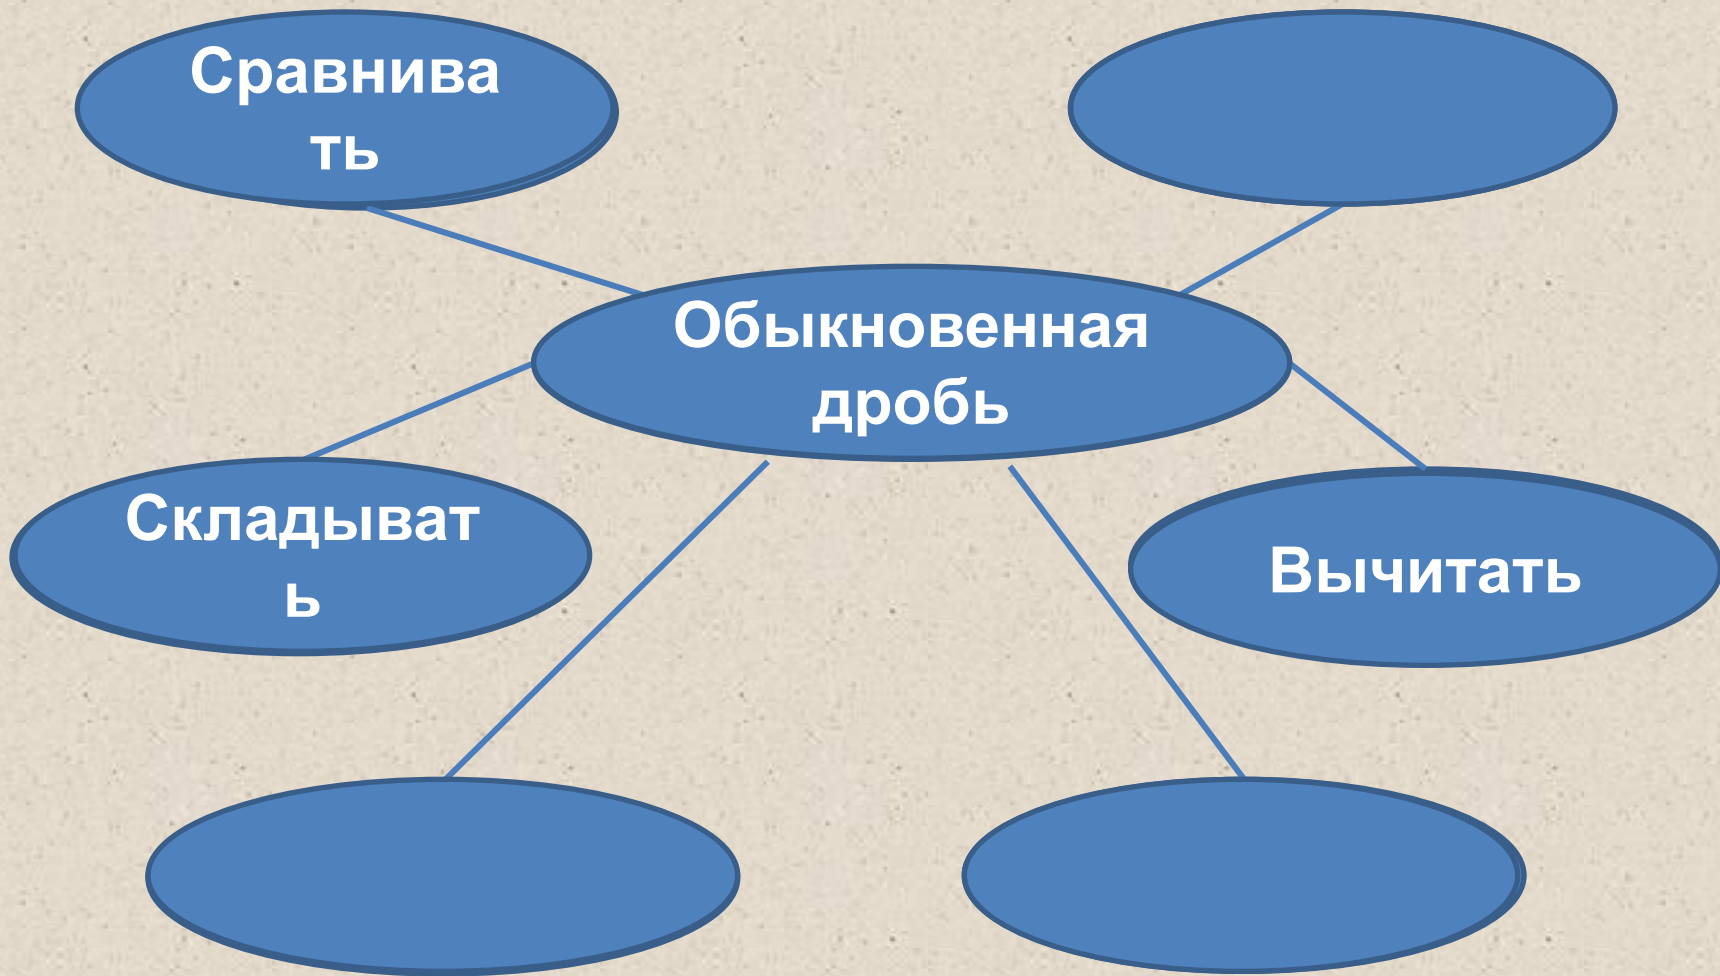 Сравнива
ть
Обыкновенная
дробь
Складыват
ь
Вычитать